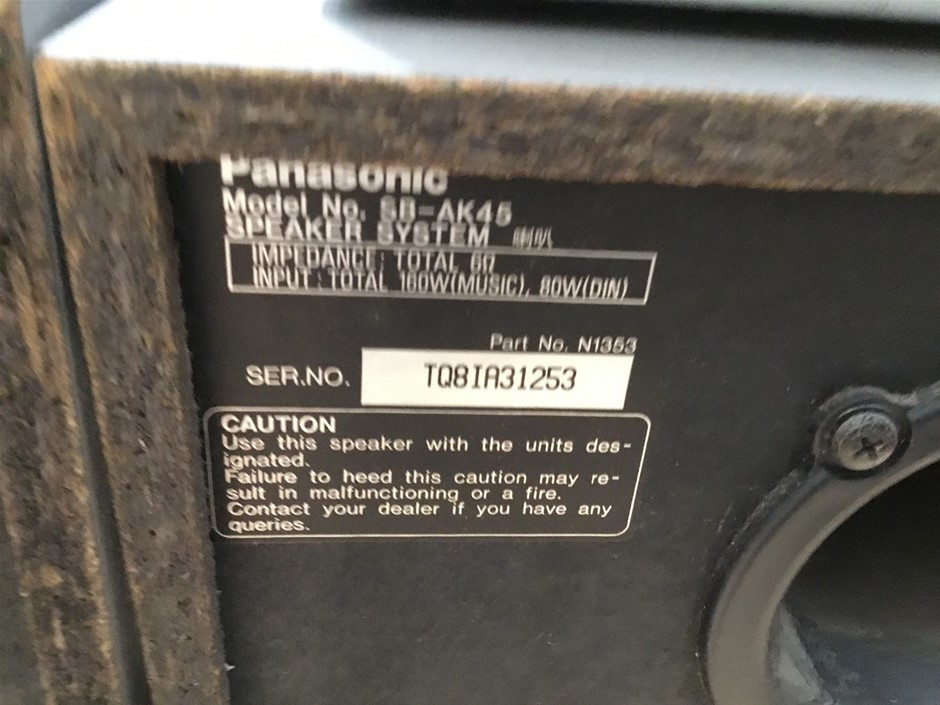 Panasonic
Model No. SB-AK45
SPEAKER SYSTEM 喇叭
IMPEDANCE : TOTAL 6Ω
INPUT : TOTAL 160W(MUSIC), 80W(DIN)
Part No. N1353
SER.NO. TQ8IA31253
CAUTION
Use this speaker with the units des-
ignated.
Failure to heed this caution may re-
sult in malfunctioning or a fire.
Contact your dealer if you have any
queries.